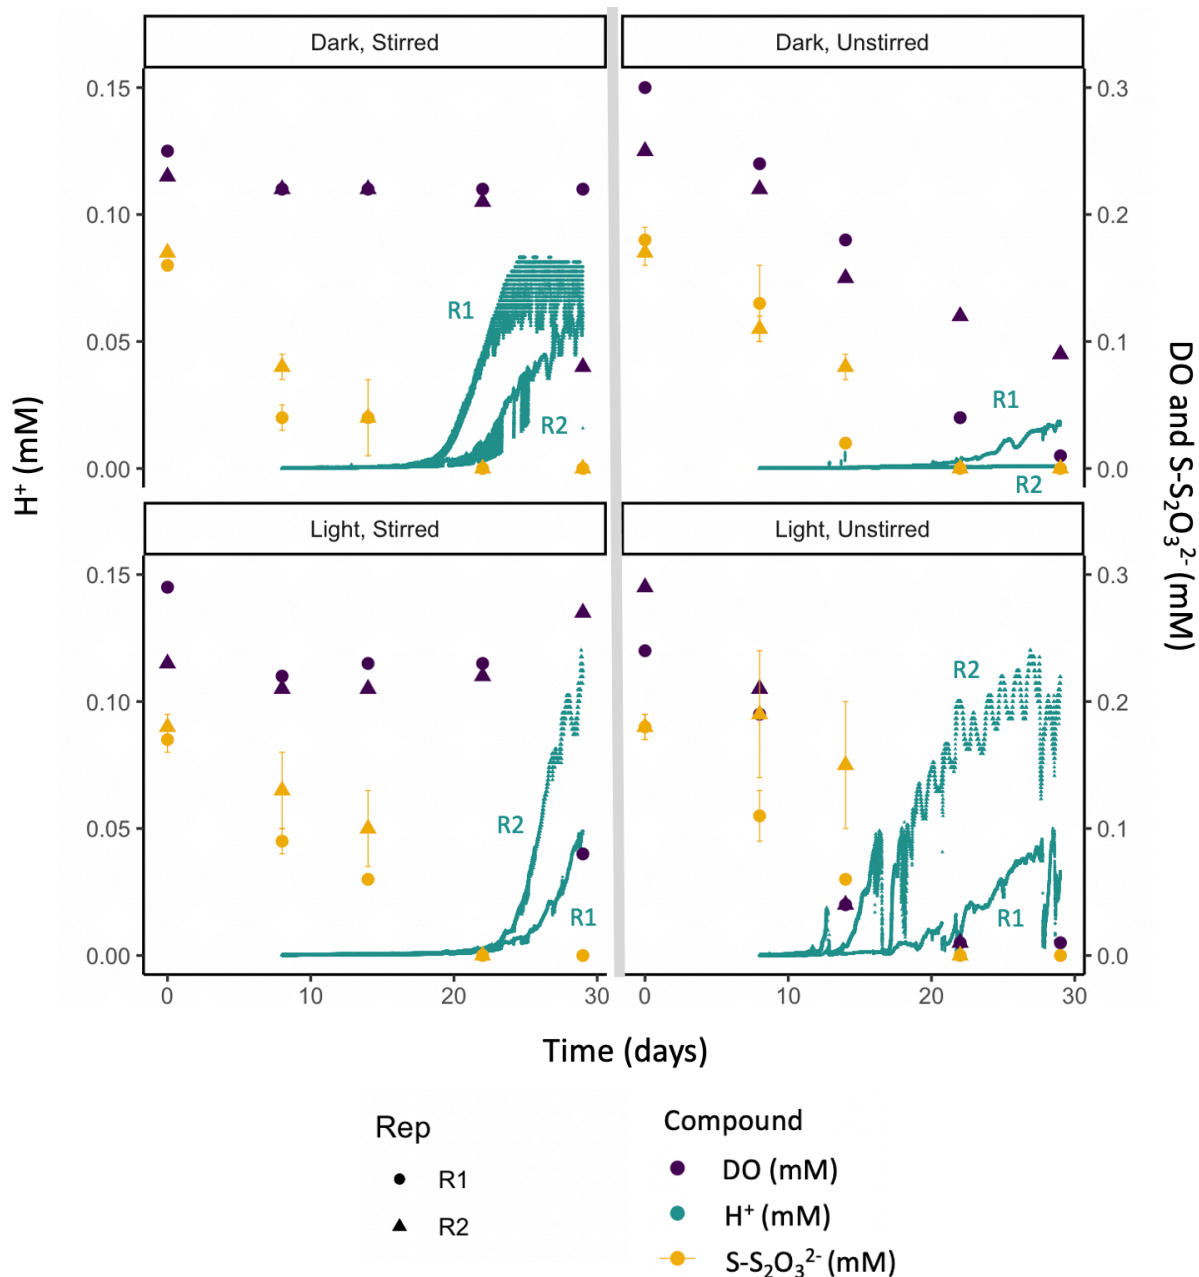 Dark, Stirred
Dark, Unstirred
0.15
0.10
0.05
0.00
R1
R2
0.3
0.2
0.1
0.0
R1
R2
H⁺ (mM)
DO and S-S₂O₃²⁻ (mM)
Light, Stirred
Light, Unstirred
0.15
0.10
0.05
0.00
R2
R1
0.3
0.2
0.1
0.0
R2
R1
0 10 20 30
0 10 20 30
Time (days)
Rep
R1
R2
Compound
DO (mM)
H⁺ (mM)
S-S₂O₃²⁻ (mM)